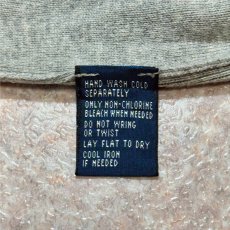 HAND WASH COLD
SEPARATELY
ONLY NON-CHLORINE
BLEACH WHEN NEEDED
DO NOT WRING
OR TWIST
LAY FLAT TO DRY
COOL IRON
IF NEEDED